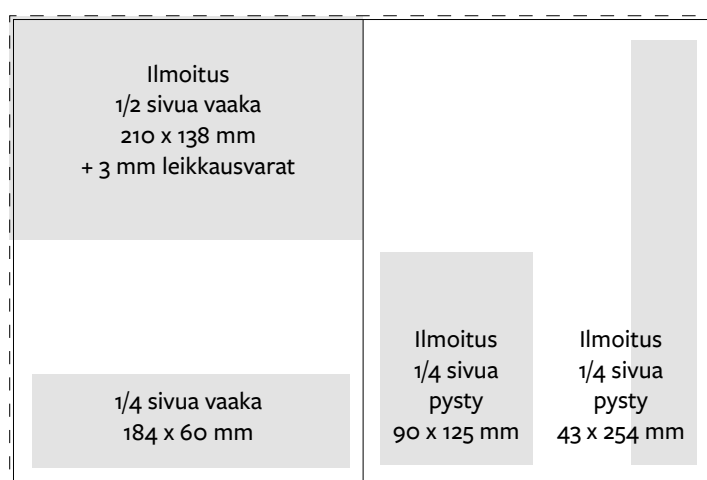 Ilmoitus
1/2 sivua vaaka
210 x 138 mm
+ 3 mm leikkausvarat
1/4 sivua vaaka
184 x 60 mm
Ilmoitus
1/4 sivua
pysty
90 x 125 mm
Ilmoitus
1/4 sivua
pysty
43 x 254 mm